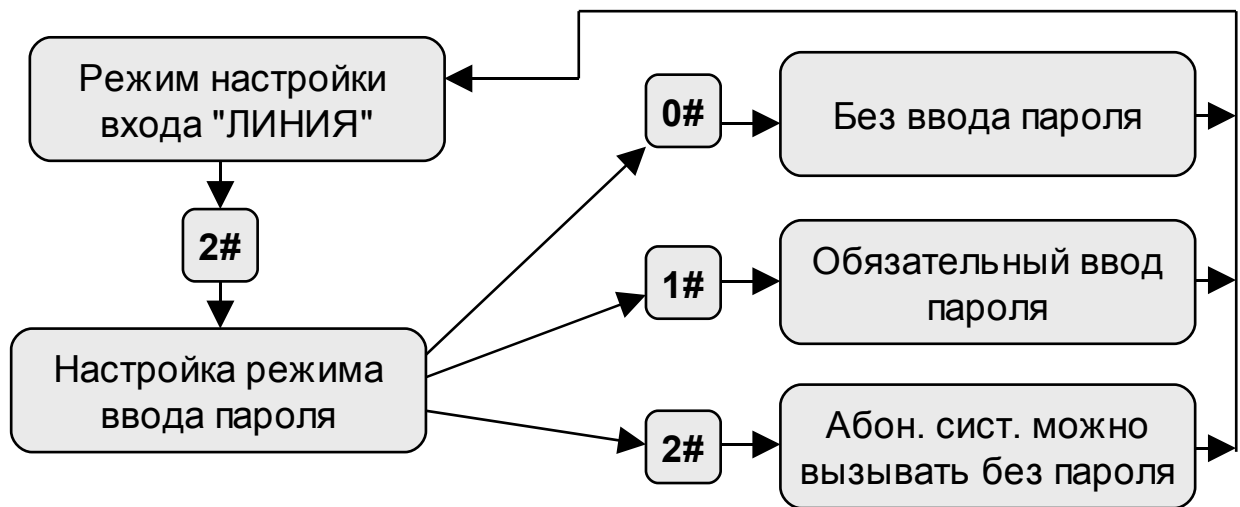 Режим настройки
входа "ЛИНИЯ"
2#
Настройка режима
ввода пароля
0#
Без ввода пароля
1#
Обязательный ввод
пароля
2#
Абон. сист. можно
вызывать без пароля